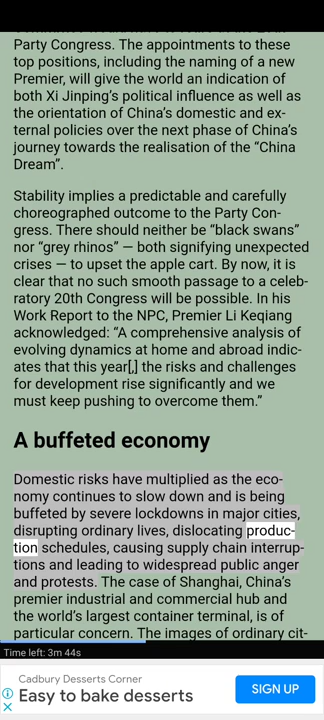 Party Congress. The appointments to these
top positions, including the naming of a new
Premier, will give the world an indication of
both Xi Jinping's political influence as well as
the orientation of China's domestic and ex-
ternal policies over the next phase of China's
journey towards the realisation of the “China
Dream”.
Stability implies a predictable and carefully
choreographed outcome to the Party Con-
gress. There should neither be “black swans”
nor “grey rhinos” — both signifying unexpected
crises — to upset the apple cart. By now, it is
clear that no such smooth passage to a celeb-
ratory 20th Congress will be possible. In his
Work Report to the NPC, Premier Li Keqiang
acknowledged: “A comprehensive analysis of
evolving dynamics at home and abroad indic-
ates that this year[,] the risks and challenges
for development rise significantly and we
must keep pushing to overcome them.”
A buffeted economy
Domestic risks have multiplied as the eco-
nomy continues to slow down and is being
buffeted by severe lockdowns in major cities,
disrupting ordinary lives, dislocating produc-
tion schedules, causing supply chain interrup-
tions and leading to widespread public anger
and protests. The case of Shanghai, China's
premier industrial and commercial hub and
the world's largest container terminal, is of
particular concern. The images of ordinary cit-
Time left: 3m 44s
Cadbury Desserts Corner
Easy to bake desserts
SIGN UP